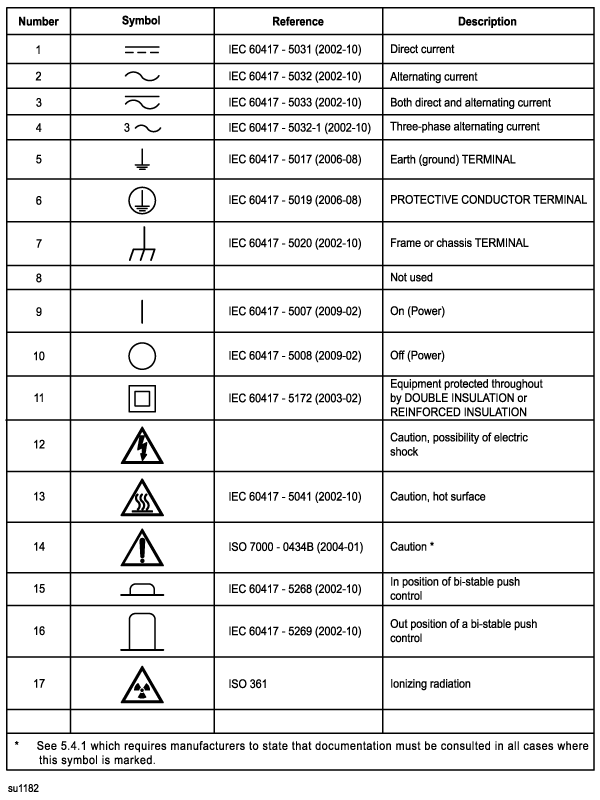 Number Symbol Reference Description
1 IEC 60417 - 5031 (2002-10) Direct current
2 IEC 60417 - 5032 (2002-10) Alternating current
3 IEC 60417 - 5033 (2002-10) Both direct and alternating current
4 3 IEC 60417 - 5032-1 (2002-10) Three-phase alternating current
5 IEC 60417 - 5017 (2006-08) Earth (ground) TERMINAL
6 IEC 60417 - 5019 (2006-08) PROTECTIVE CONDUCTOR TERMINAL
7 IEC 60417 - 5020 (2002-10) Frame or chassis TERMINAL
8 Not used
9 IEC 60417 - 5007 (2009-02) On (Power)
10 IEC 60417 - 5008 (2009-02) Off (Power)
11 IEC 60417 - 5172 (2003-02) Equipment protected throughout
by DOUBLE INSULATION or
REINFORCED INSULATION
12 Caution, possibility of electric
shock
13 IEC 60417 - 5041 (2002-10) Caution, hot surface
14 ISO 7000 - 0434B (2004-01) Caution *
15 IEC 60417 - 5268 (2002-10) In position of bi-stable push
control
16 IEC 60417 - 5269 (2002-10) Out position of a bi-stable push
control
17 ISO 361 Ionizing radiation
* See 5.4.1 which requires manufacturers to state that documentation must be consulted in all cases where
this symbol is marked.
su1182